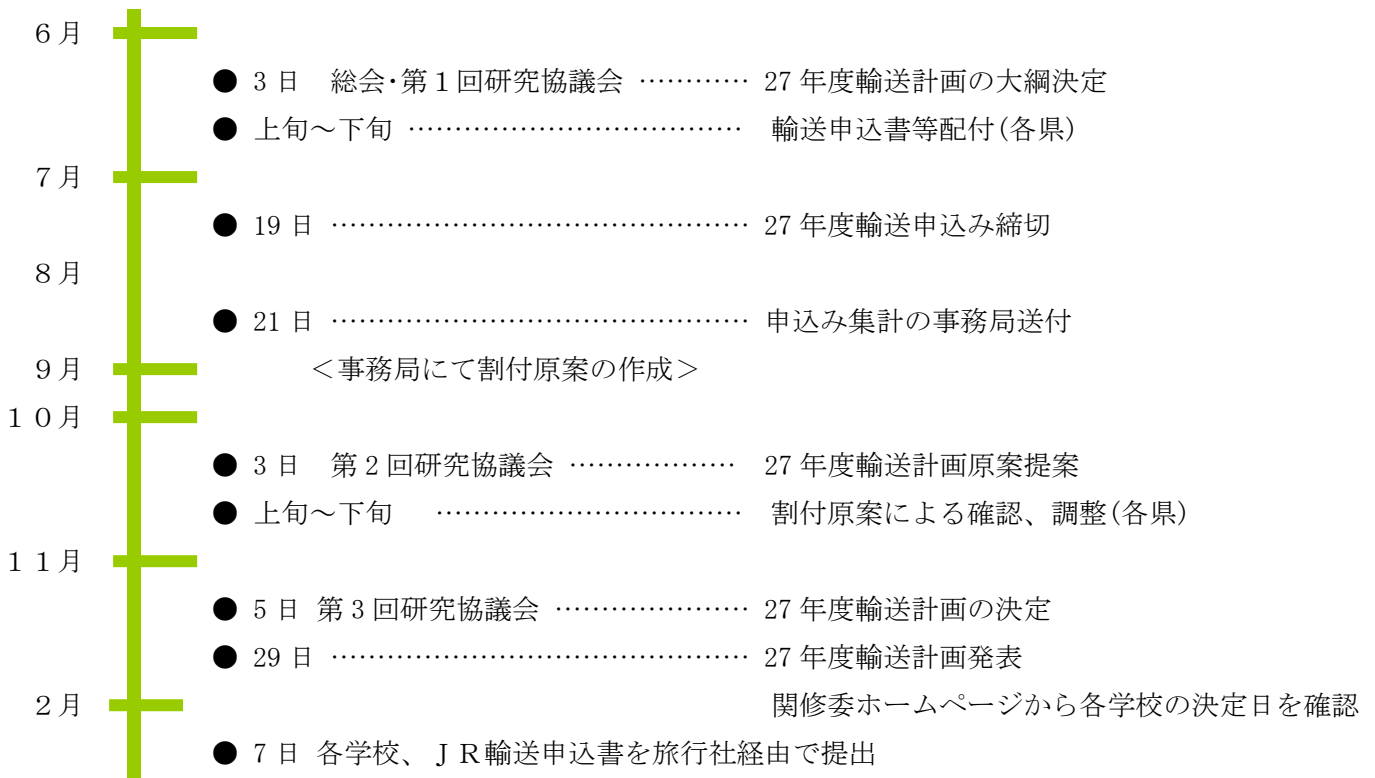 ６月
● 3 日　総会･第１回研究協議会 ………… 27 年度輸送計画の大綱決定
● 上旬～下旬 ……………………………… 輸送申込書等配付(各県)
７月
● 19 日 ……………………………………… 27 年度輸送申込み締切
８月
● 21 日 ……………………………………… 申込み集計の事務局送付
９月　＜事務局にて割付原案の作成＞
１０月
● 3 日　第 2 回研究協議会 ……………… 27 年度輸送計画原案提案
● 上旬～下旬　…………………………… 割付原案による確認、調整(各県)
１１月
● 5 日 第 3 回研究協議会 ………………… 27 年度輸送計画の決定
● 29 日 ……………………………………… 27 年度輸送計画発表
２月　関修委ホームページから各学校の決定日を確認
● 7 日 各学校、ＪＲ輸送申込書を旅行社経由で提出